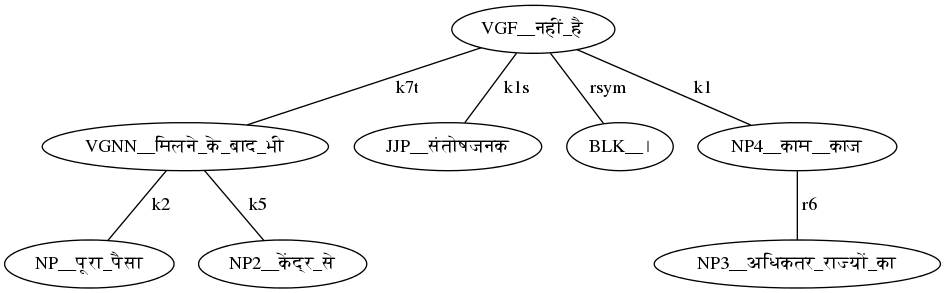 VGF__नहीं_है
k7t k1s rsym k1
VGNN__मिलने_के_बाद_भी JJP__संतोषजनक BLK__। NP4__काम__काज
k2 k5 r6
NP__पूरा_पैसा NP2__केंद्र_से NP3__अधिकतर_राज्यों_का